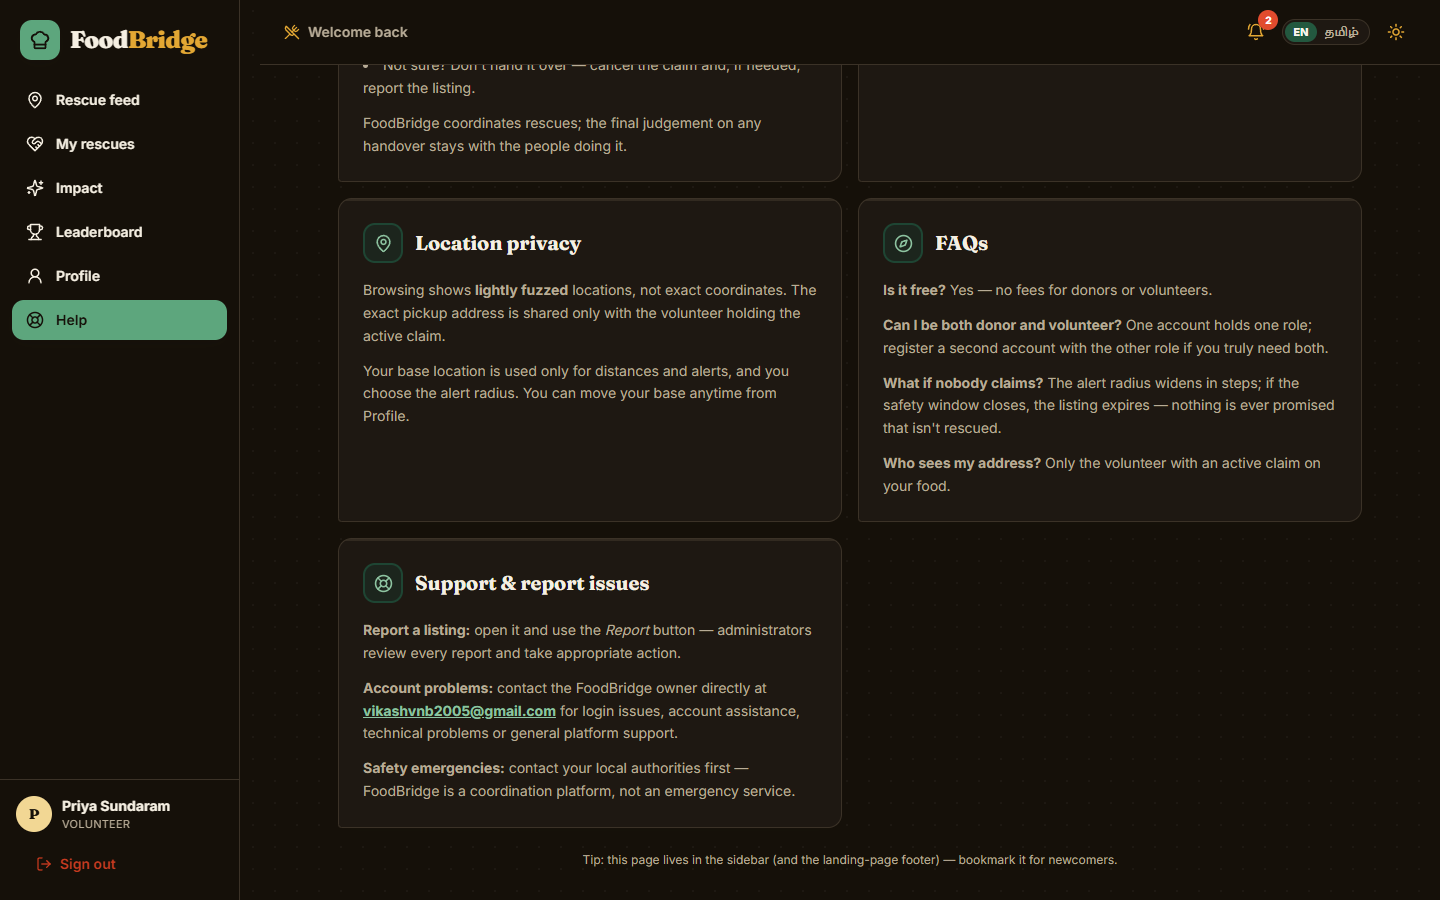 FoodBridge
Rescue feed
My rescues
Impact
Leaderboard
Profile
Help
Priya Sundaram
VOLUNTEER
Sign out
P
Welcome back
2
EN
தமிழ்
• Not sure? Don't hand it over — cancel the claim and, if needed,
report the listing.
FoodBridge coordinates rescues; the final judgement on any
handover stays with the people doing it.
Location privacy
Browsing shows lightly fuzzed locations, not exact coordinates. The
exact pickup address is shared only with the volunteer holding the
active claim.
Your base location is used only for distances and alerts, and you
choose the alert radius. You can move your base anytime from
Profile.
FAQs
Is it free? Yes — no fees for donors or volunteers.
Can I be both donor and volunteer? One account holds one role;
register a second account with the other role if you truly need both.
What if nobody claims? The alert radius widens in steps; if the
safety window closes, the listing expires — nothing is ever promised
that isn't rescued.
Who sees my address? Only the volunteer with an active claim on
your food.
Support & report issues
Report a listing: open it and use the Report button — administrators
review every report and take appropriate action.
Account problems: contact the FoodBridge owner directly at
vikashvnb2005@gmail.com for login issues, account assistance,
technical problems or general platform support.
Safety emergencies: contact your local authorities first —
FoodBridge is a coordination platform, not an emergency service.
Tip: this page lives in the sidebar (and the landing-page footer) — bookmark it for newcomers.